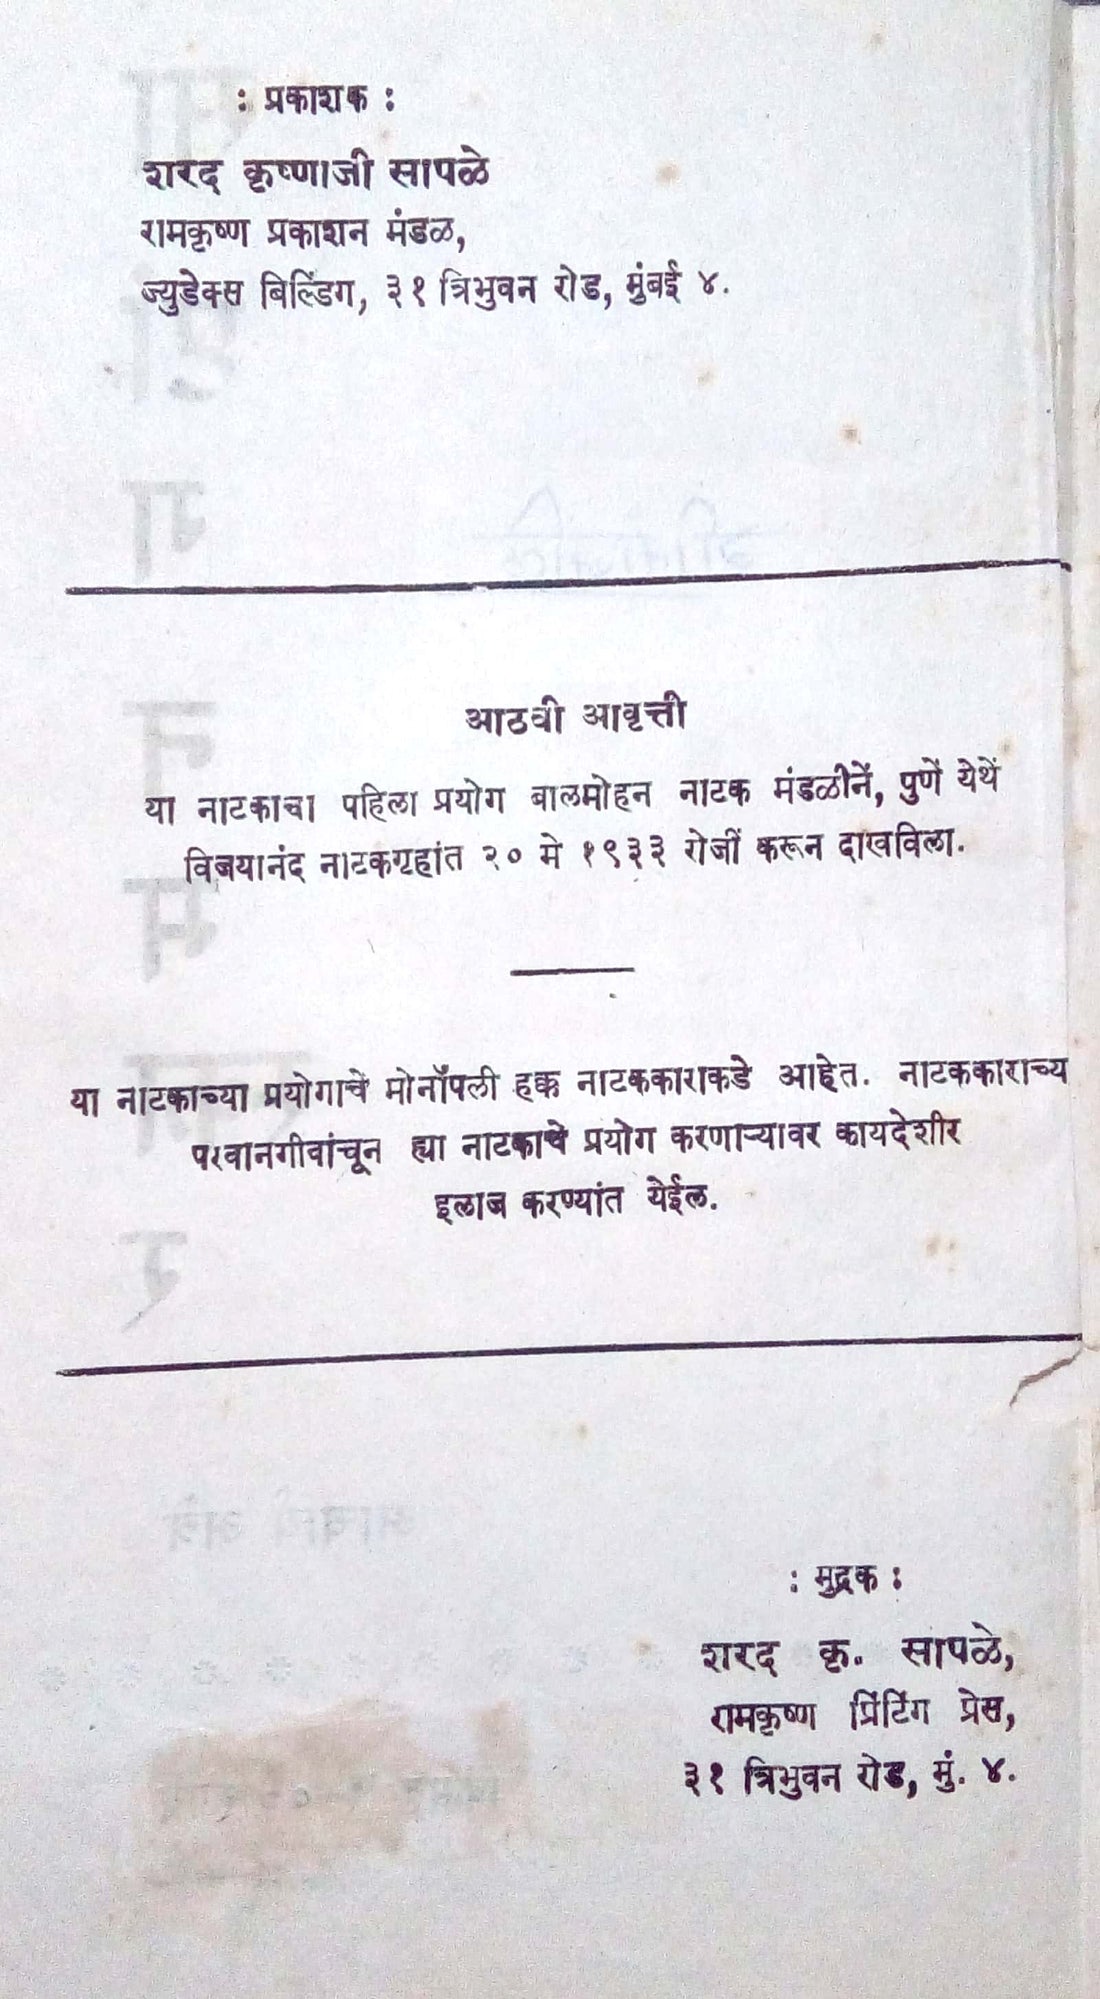 : प्रकाशक :
शरद कृष्णाजी सापळे
रामकृष्ण प्रकाशन मंडळ,
ज्युडेक्स बिल्डिंग, ३१ त्रिभुवन रोड, मुंबई ४.
आठवी आवृत्ती
या नाटकाचा पहिला प्रयोग बालमोहन नाटक मंडळीनें, पुणें येथें
विजयानंद नाटकगृहांत २० मे १९३३ रोजीं करून दाखविला.
या नाटकाच्या प्रयोगाचे मोनॉपली हक्क नाटककाराकडे आहेत. नाटककाराच्य
परवानगीवांचून ह्या नाटकाचे प्रयोग करणाऱ्यावर कायदेशीर
इलाज करण्यांत येईल.
: मुद्रक :
शरद कृ. सापळे,
रामकृष्ण प्रिंटिंग प्रेस,
३१ त्रिभुवन रोड, मुं. ४.